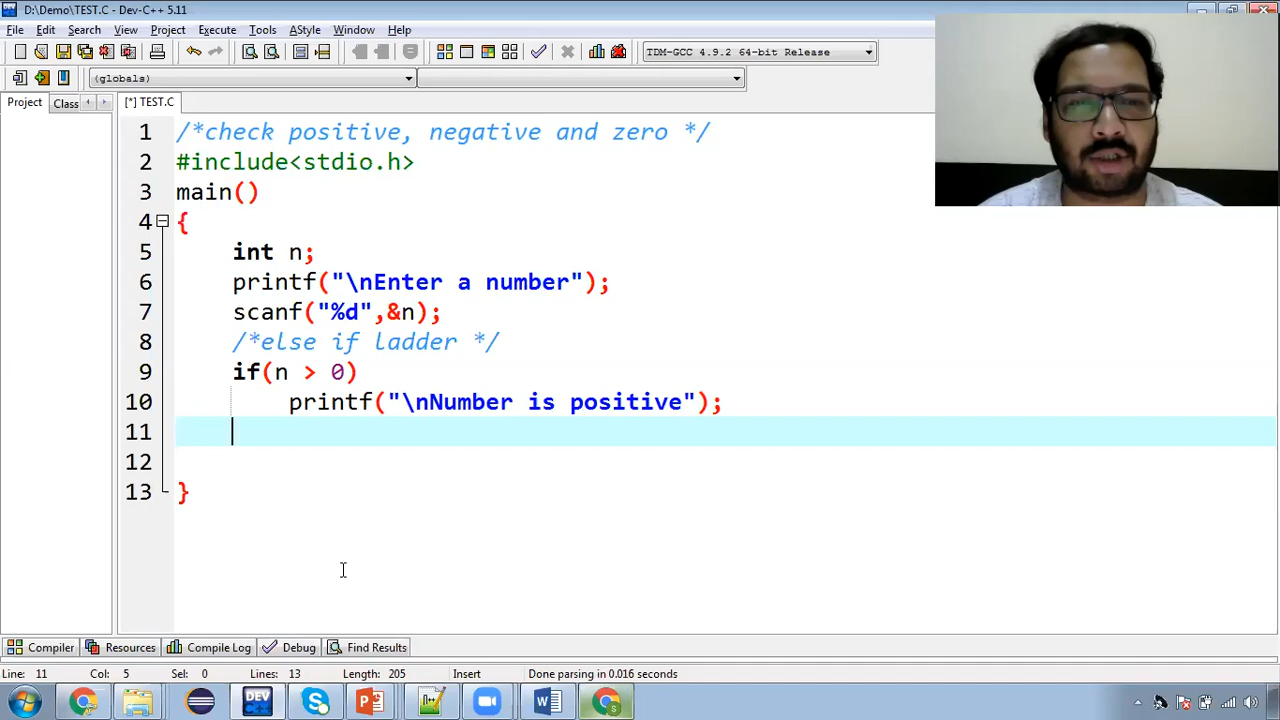 D:\Demo\TEST.C - Dev-C++ 5.11
File Edit Search View Project Execute Tools AStyle Window Help
TDM-GCC 4.9.2 64-bit Release
(globals)
Project Class [*] TEST.C
1 /*check positive, negative and zero */
2 #include<stdio.h>
3 main()
4 {
5 int n;
6 printf("\nEnter a number");
7 scanf("%d",&n);
8 /*else if ladder */
9 if(n > 0)
10 printf("\nNumber is positive");
11
12
13 }
Compiler Resources Compile Log Debug Find Results
Line: 11 Col: 5 Sel: 0 Lines: 13 Length: 205 Insert Done parsing in 0.016 seconds
DEV C++ S P W S